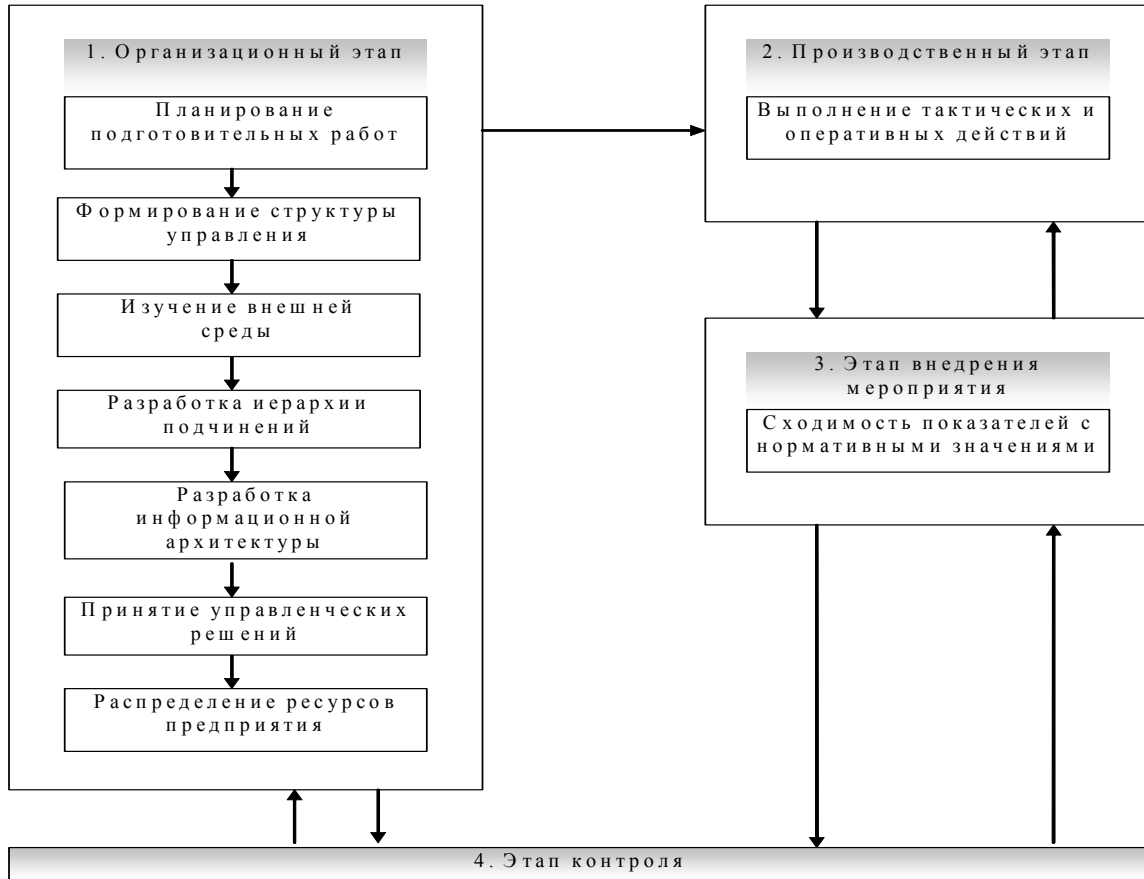 1. Организационный этап
Планирование
подготовительных работ
Формирование структуры
управления
Изучение внешней
среды
Разработка иерархии
подчинений
Разработка
информационной
архитектуры
Принятие управленческих
решений
Распределение ресурсов
предприятия
2. Производственный этап
Выполнение тактических и
оперативных действий
3. Этап внедрения
мероприятия
Сходимость показателей с
нормативными значениями
4. Этап контроля